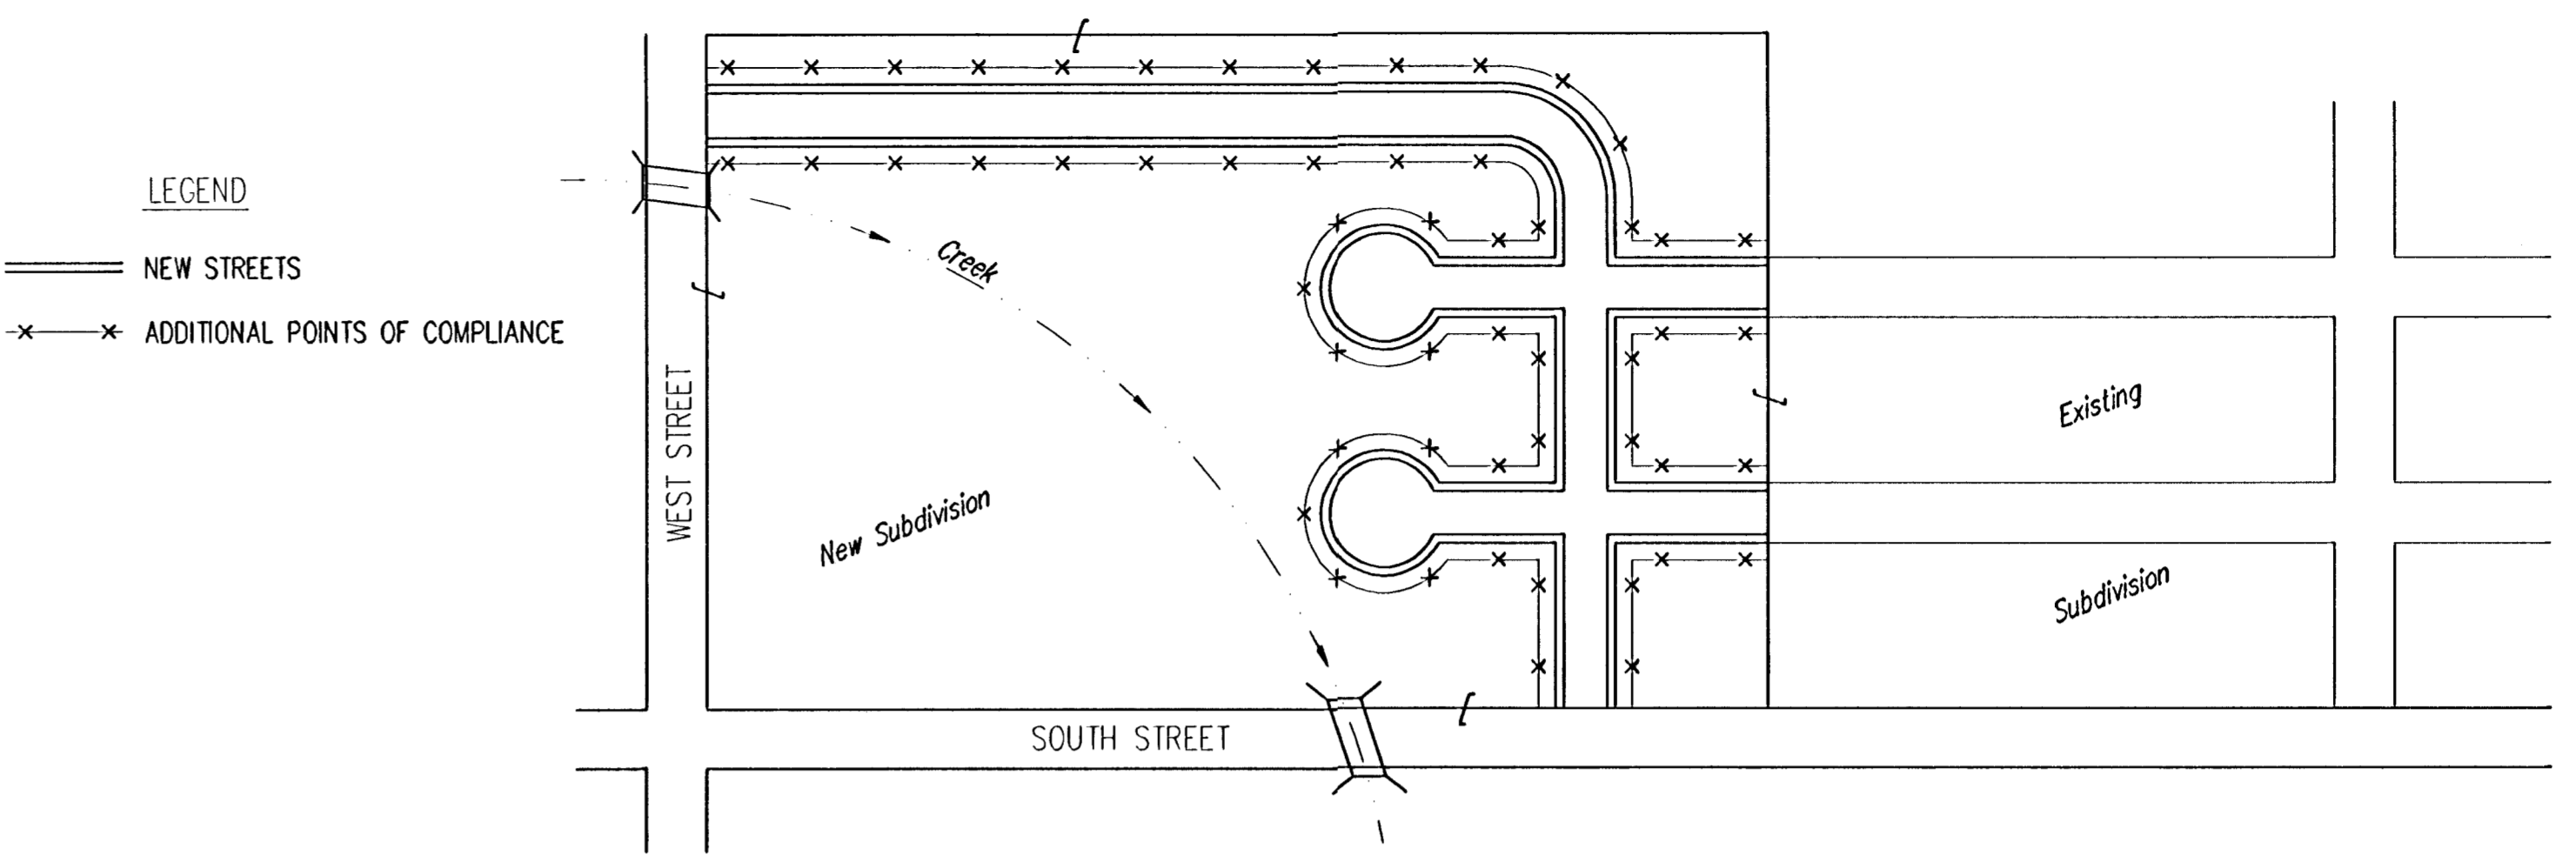 LEGEND
NEW STREETS
ADDITIONAL POINTS OF COMPLIANCE
WEST STREET
Creek
New Subdivision
SOUTH STREET
Existing
Subdivision